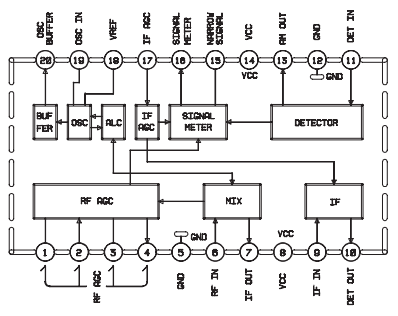 OSC
BUFFER
OSC IN
VREF
IF AGC
SIGNAL
METER
NARROW
SIGNAL
VCC
AM OUT
GND
DET IN
20
19
18
17
16
15
14
13
12
11
VCC
GND
BUF
FER
OSC
ALC
IF
AGC
SIGNAL
METER
DETECTOR
RF AGC
MIX
IF
GND
VCC
1
2
3
4
5
6
7
8
9
10
RF AGC
GND
RF IN
IF OUT
VCC
IF IN
DET OUT